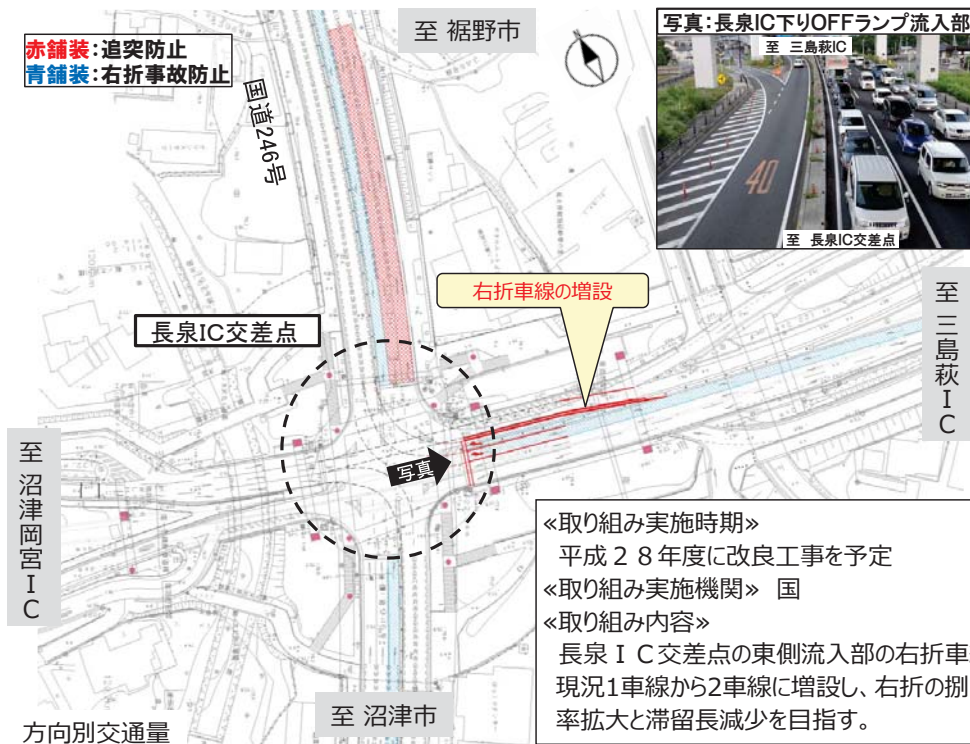 赤舗装:追突防止
青舗装:右折事故防止
至 裾野市
国道246号
写真:長泉IC下りOFFランプ流入部
至 三島萩IC
40
至 長泉IC交差点
右折車線の増設
長泉IC交差点
至 三島萩IC
写真
至 沼津岡宮IC
≪取り組み実施時期≫
平成28年度に改良工事を予定
≪取り組み実施機関≫ 国
≪取り組み内容≫
長泉IC交差点の東側流入部の右折車
現況1車線から2車線に増設し、右折の捌
率拡大と滞留長減少を目指す。
至 沼津市
方向別交通量